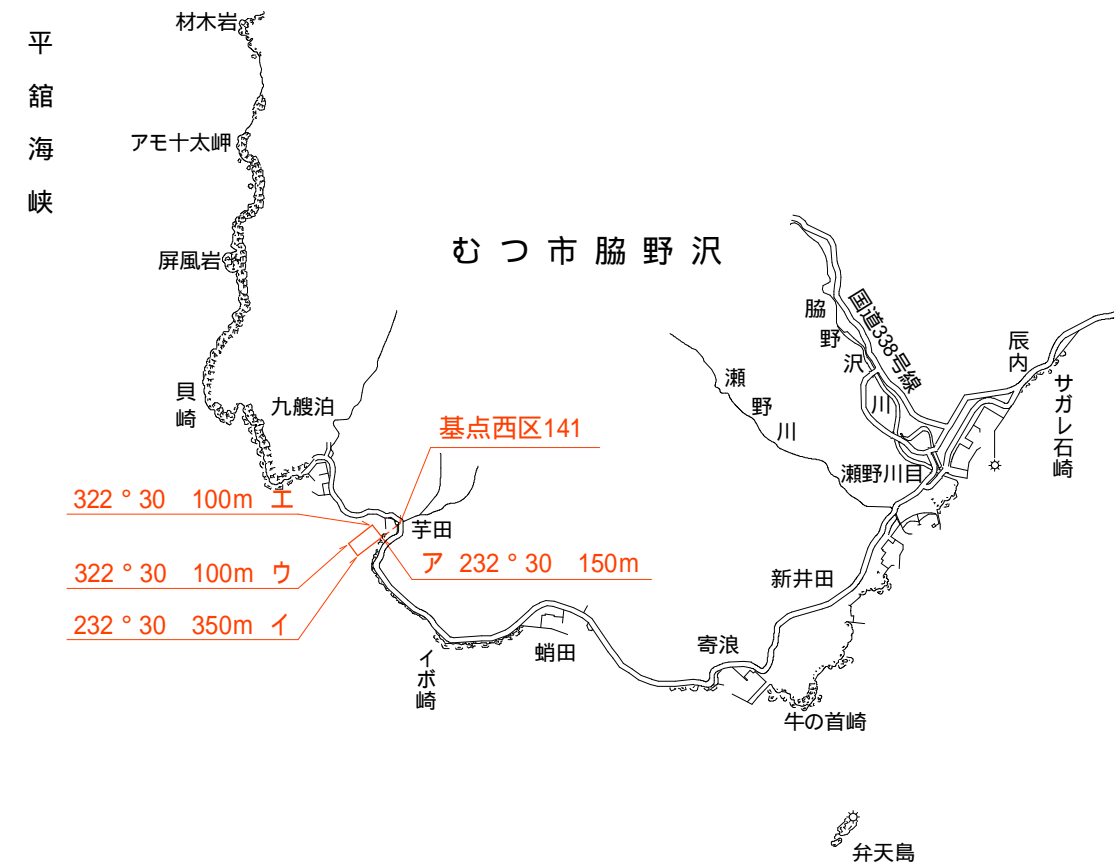 材木岩
平舘海峡
アモ十太岬
むつ市脇野沢
屏風岩
脇野沢川
国道338号線
辰内
サガレ石崎
瀬野川
貝崎
九艘泊
基点西区141
瀬野川目
322°30 100m エ
芋田
ア 232°30 150m
322°30 100m ウ
新井田
232°30 350m イ
寄浪
蛸田
イボ崎
牛の首崎
弁天島